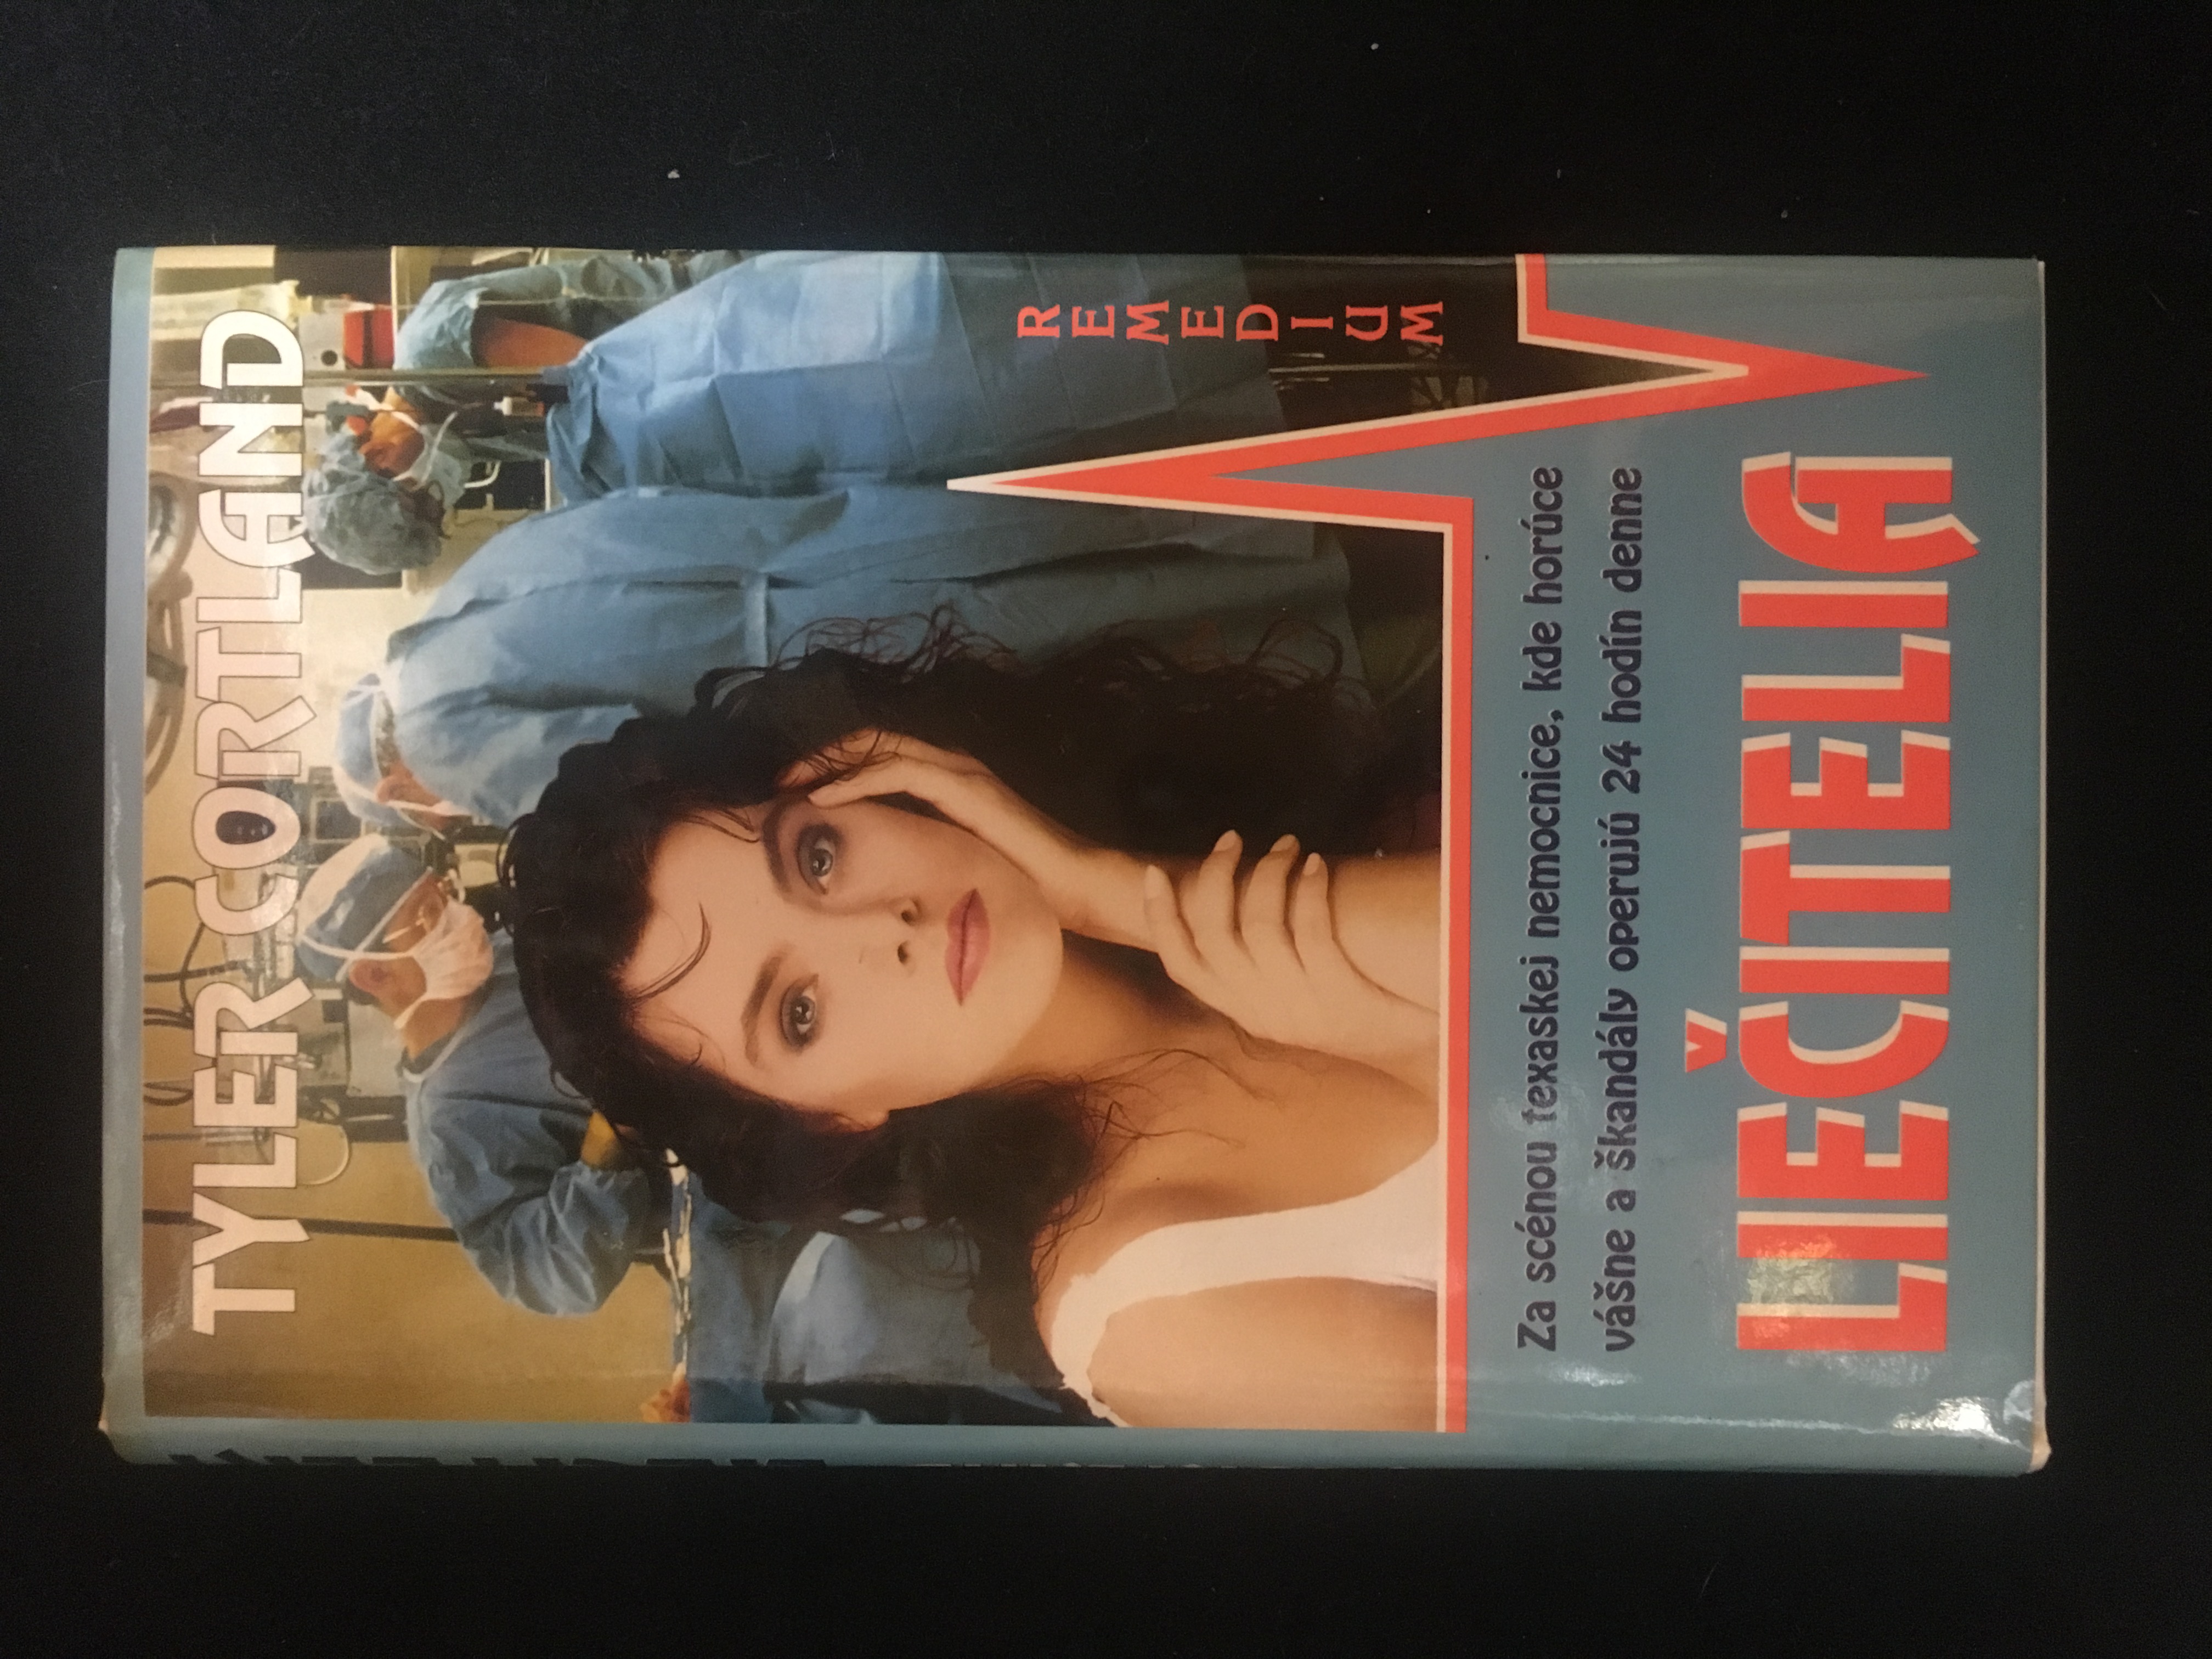 TYLER CORTLAND
REMEDIUM
Za scénou texaskej nemocnice, kde horúce
vášne a škandály operujú 24 hodín denne
LIEČITELIA